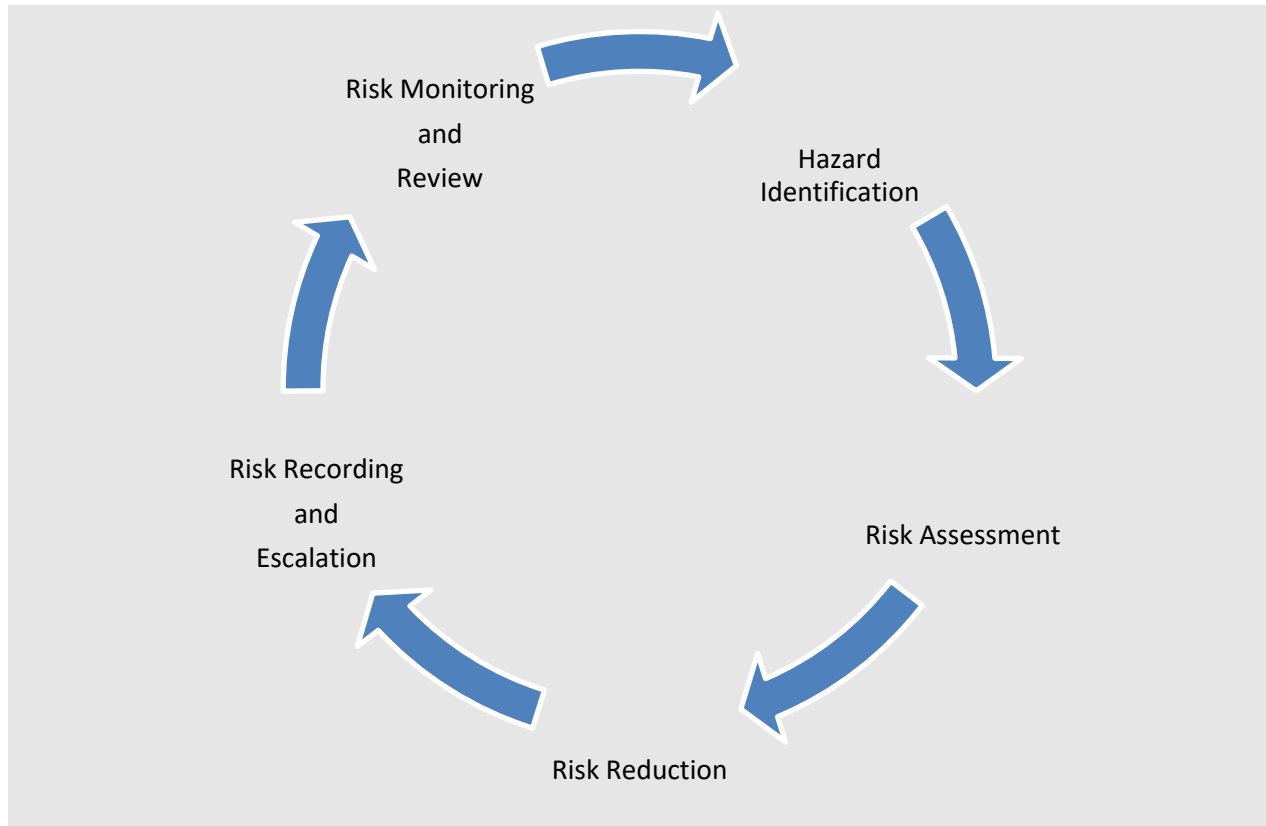 Risk Monitoring
and
Review
Hazard
Identification
Risk Assessment
Risk Reduction
Risk Recording
and
Escalation